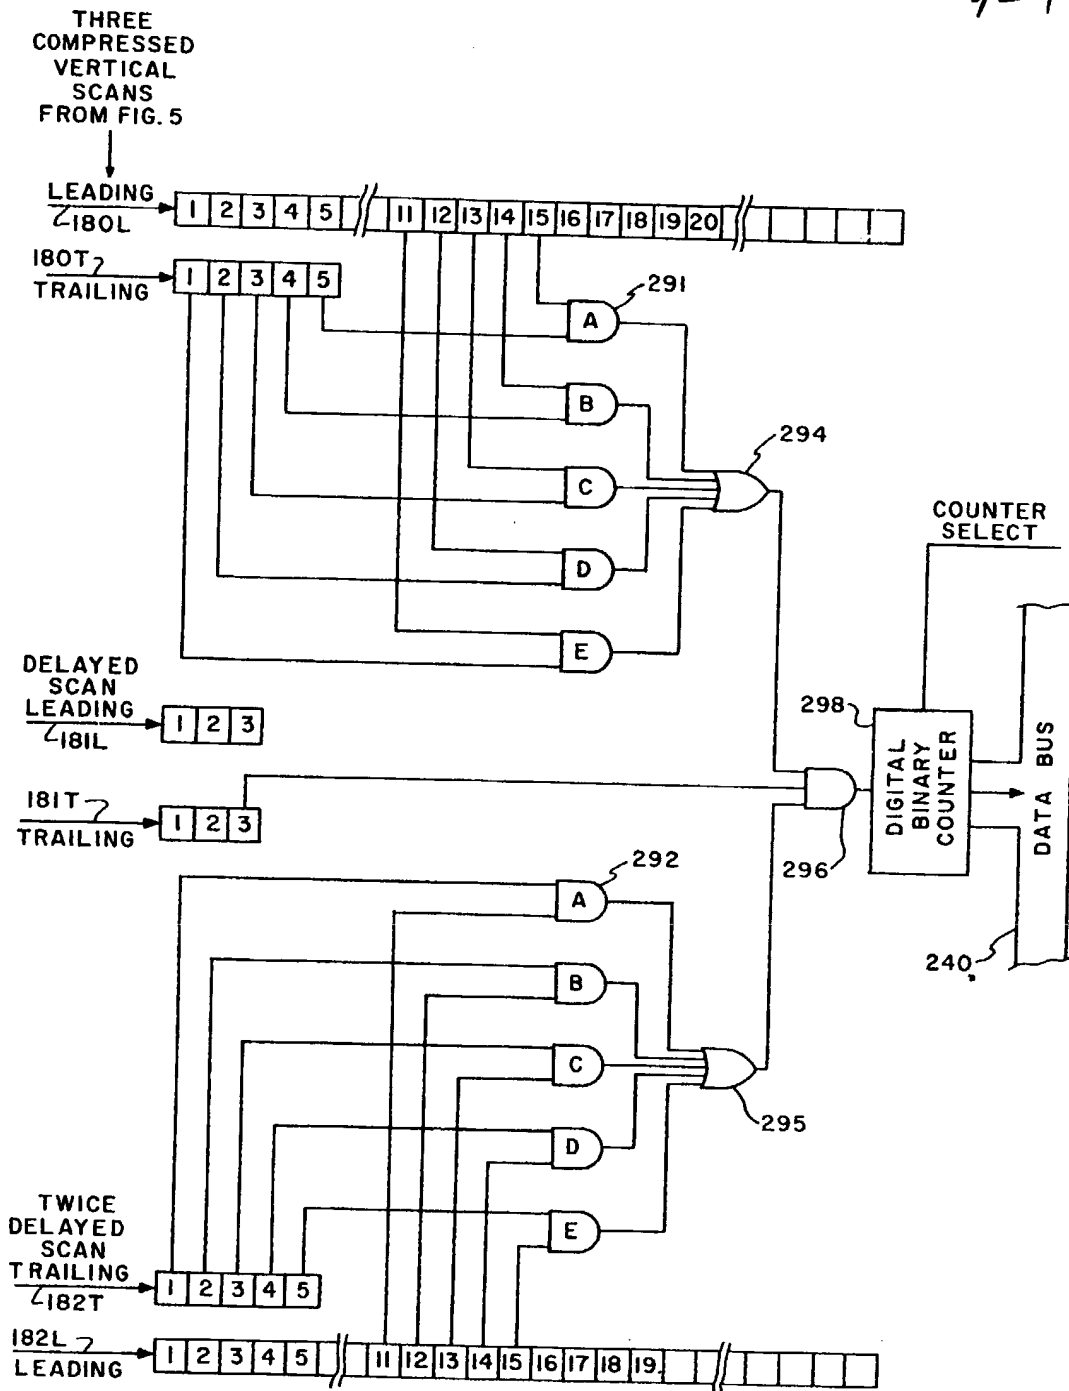 THREE
COMPRESSED
VERTICAL
SCANS
FROM FIG. 5
LEADING
180L
1 2 3 4 5 11 12 13 14 15 16 17 18 19 20
180T
TRAILING
1 2 3 4 5
A
291
B
C
D
E
294
COUNTER
SELECT
DELAYED
SCAN
LEADING
181L
1 2 3
181T
TRAILING
1 2 3
296
298
DIGITAL
BINARY
COUNTER
DATA BUS
240
A
292
B
C
D
E
295
TWICE
DELAYED
SCAN
TRAILING
182T
1 2 3 4 5
182L
LEADING
1 2 3 4 5 11 12 13 14 15 16 17 18 19